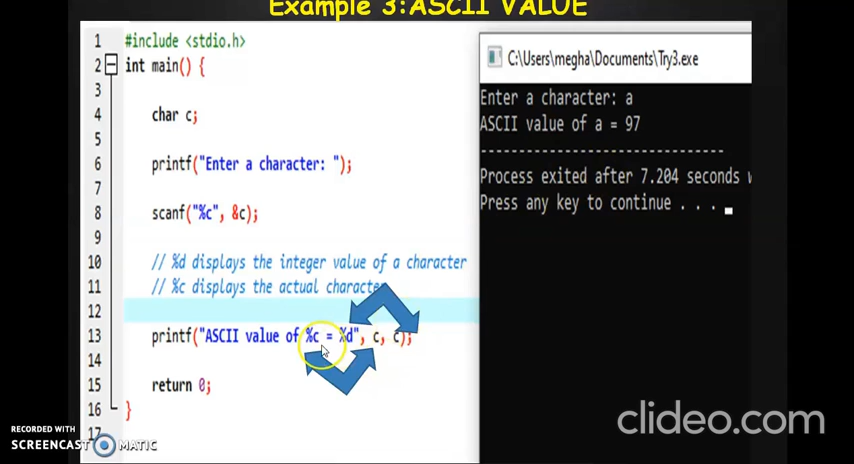 Example 3:ASCII VALUE
1 #include <stdio.h>
2 int main() {
3
4 char c;
5
6 printf("Enter a character: ");
7
8 scanf("%c", &c);
9
10 // %d displays the integer value of a character
11 // %c displays the actual character
12
13 printf("ASCII value of %c = %d", c, c);
14
15 return 0;
16 }
17
C:\Users\megha\Documents\Try3.exe
Enter a character: a
ASCII value of a = 97
--------------------------------
Process exited after 7.204 seconds w
Press any key to continue . . .
RECORDED WITH
SCREENCAST MATIC
clideo.com